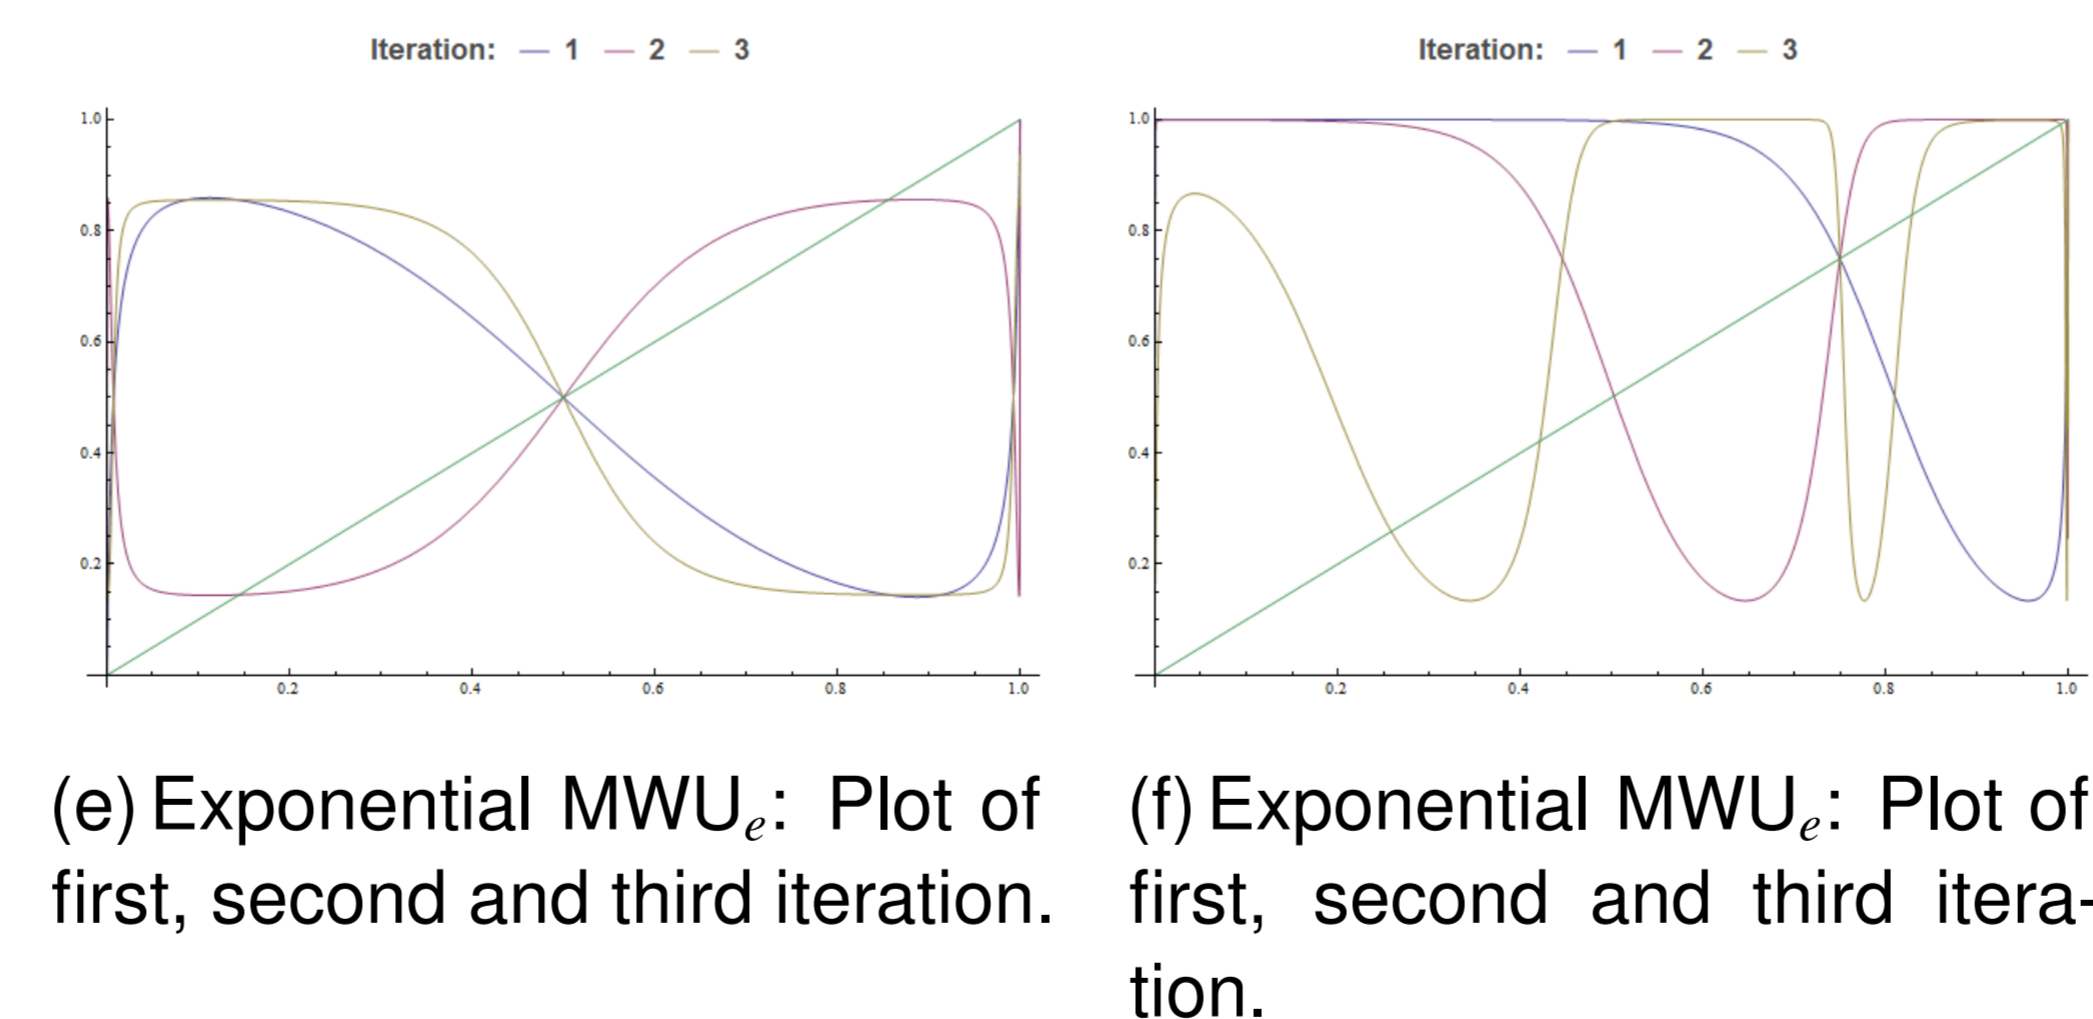 Iteration: 1 2 3
1.0
0.8
0.6
0.4
0.2
0.2 0.4 0.6 0.8 1.0
(e) Exponential MWUe: Plot of
first, second and third iteration.
Iteration: 1 2 3
1.0
0.8
0.6
0.4
0.2
0.2 0.4 0.6 0.8 1.0
(f) Exponential MWUe: Plot of
first, second and third itera-
tion.